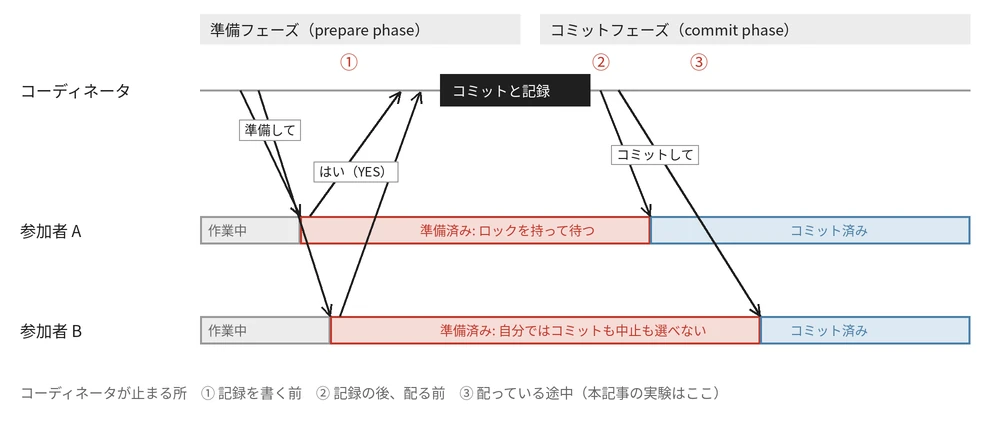 準備フェーズ（prepare phase）
コミットフェーズ（commit phase）
①
②
③
コーディネータ
コミットと記録
準備して
はい（YES）
コミットして
参加者 A
作業中
準備済み: ロックを持って待つ
コミット済み
参加者 B
作業中
準備済み: 自分ではコミットも中止も選べない
コミット済み
コーディネータが止まる所 ① 記録を書く前 ② 記録の後、配る前 ③ 配っている途中（本記事の実験はここ）